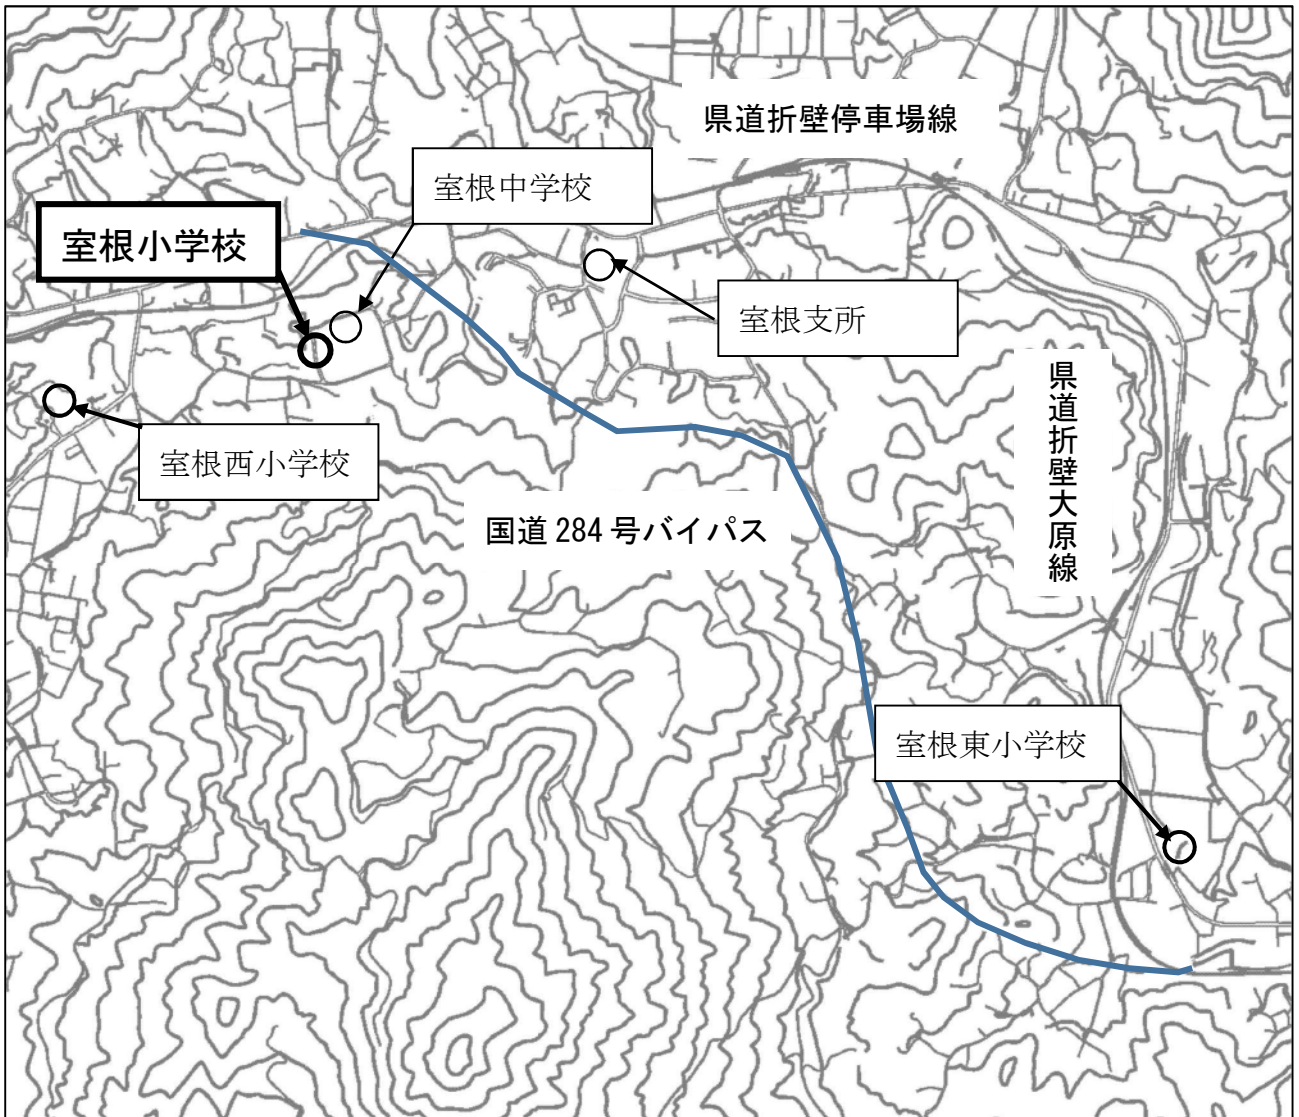 県道折壁停車場線
室根中学校
室根小学校
室根支所
県道折壁大原線
室根西小学校
国道284号バイパス
室根東小学校